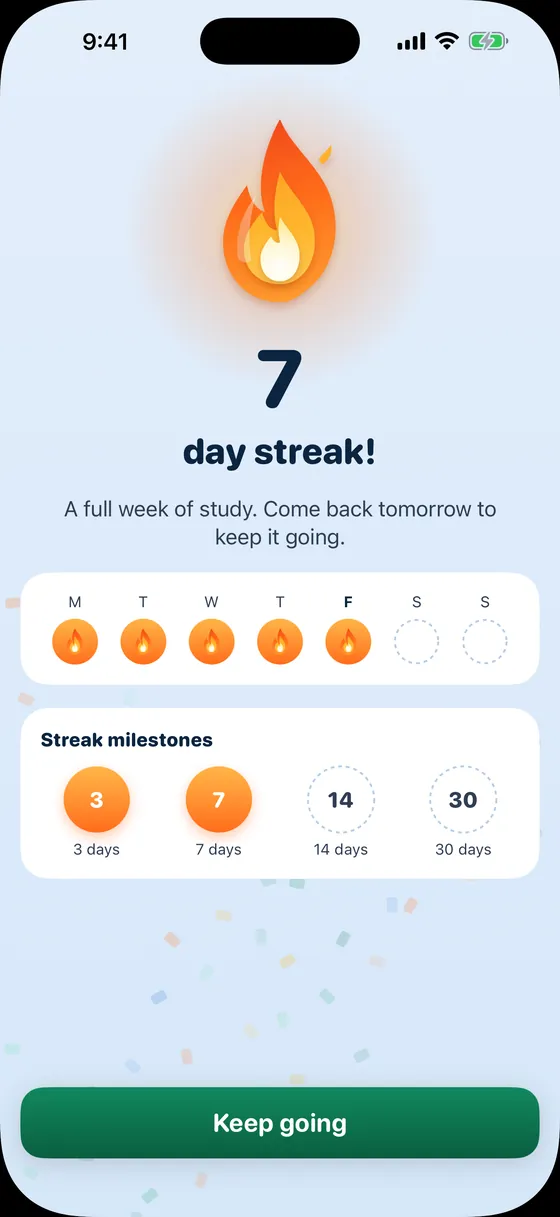 9:41
7
day streak!
A full week of study. Come back tomorrow to
keep it going.
M T W T F S S
Streak milestones
3 7 14 30
3 days 7 days 14 days 30 days
Keep going